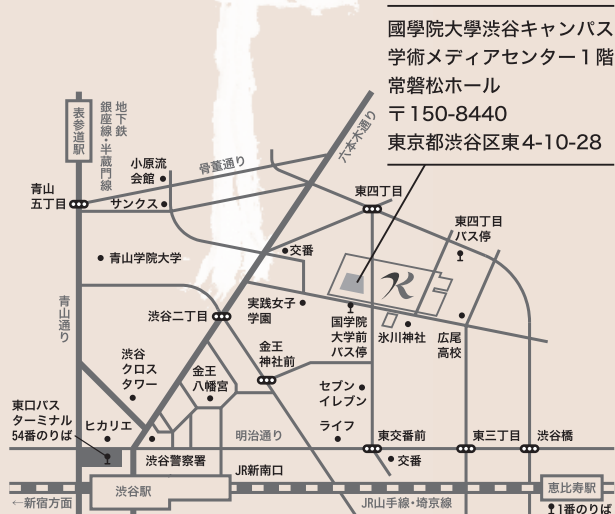 國學院大學渋谷キャンパス
学術メディアセンター1階
常磐松ホール
〒150-8440
東京都渋谷区東4-10-28
表参道駅
地下鉄
銀座線・半蔵門線
小原流
会館
骨董通り
六本木通り
青山
五丁目
サンクス
東四丁目
東四丁目
バス停
交番
青山学院大学
青山通り
渋谷二丁目
実践女子
学園
国学院
大学前
バス停
氷川神社
広尾
高校
渋谷
クロス
タワー
金王
八幡宮
金王
神社前
セブン
イレブン
東口バス
ターミナル
54番のりば
ヒカリエ
明治通り
ライフ
東交番前
東三丁目
渋谷橋
渋谷警察署
交番
JR新南口
渋谷駅
恵比寿駅
←新宿方面
JR山手線・埼京線
1番のりば